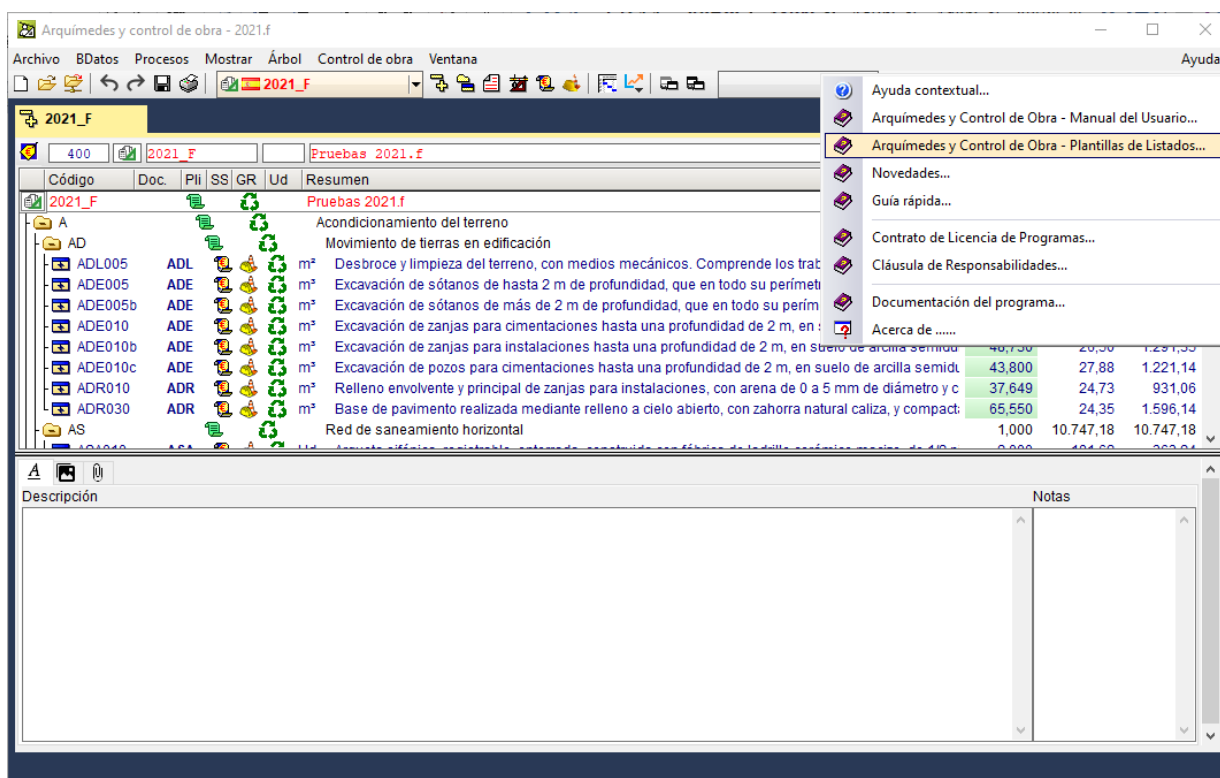 Arquímedes y control de obra - 2021.f
Archivo BDatos Procesos Mostrar Árbol Control de obra Ventana Ayuda
2021_F
2021_F
400 2021_F Pruebas 2021.f
Código Doc. Pli SS GR Ud Resumen
2021_F Pruebas 2021.f
A Acondicionamiento del terreno
AD Movimiento de tierras en edificación
ADL005 ADL m² Desbroce y limpieza del terreno, con medios mecánicos. Comprende los trab
ADE005 ADE m³ Excavación de sótanos de hasta 2 m de profundidad, que en todo su perímetr
ADE005b ADE m³ Excavación de sótanos de más de 2 m de profundidad, que en todo su perím
ADE010 ADE m³ Excavación de zanjas para cimentaciones hasta una profundidad de 2 m, en s
ADE010b ADE m³ Excavación de zanjas para instalaciones hasta una profundidad de 2 m, en suelo de arcilla semidu
ADE010c ADE m³ Excavación de pozos para cimentaciones hasta una profundidad de 2 m, en suelo de arcilla semidu 43,800 27,88 1.221,14
ADR010 ADR m³ Relleno envolvente y principal de zanjas para instalaciones, con arena de 0 a 5 mm de diámetro y c 37,649 24,73 931,06
ADR030 ADR m³ Base de pavimento realizada mediante relleno a cielo abierto, con zahorra natural caliza, y compacta 65,550 24,35 1.596,14
AS Red de saneamiento horizontal 1,000 10.747,18 10.747,18
Ayuda contextual...
Arquímedes y Control de Obra - Manual del Usuario...
Arquímedes y Control de Obra - Plantillas de Listados...
Novedades...
Guía rápida...
Contrato de Licencia de Programas...
Cláusula de Responsabilidades...
Documentación del programa...
Acerca de ......
A
Descripción Notas